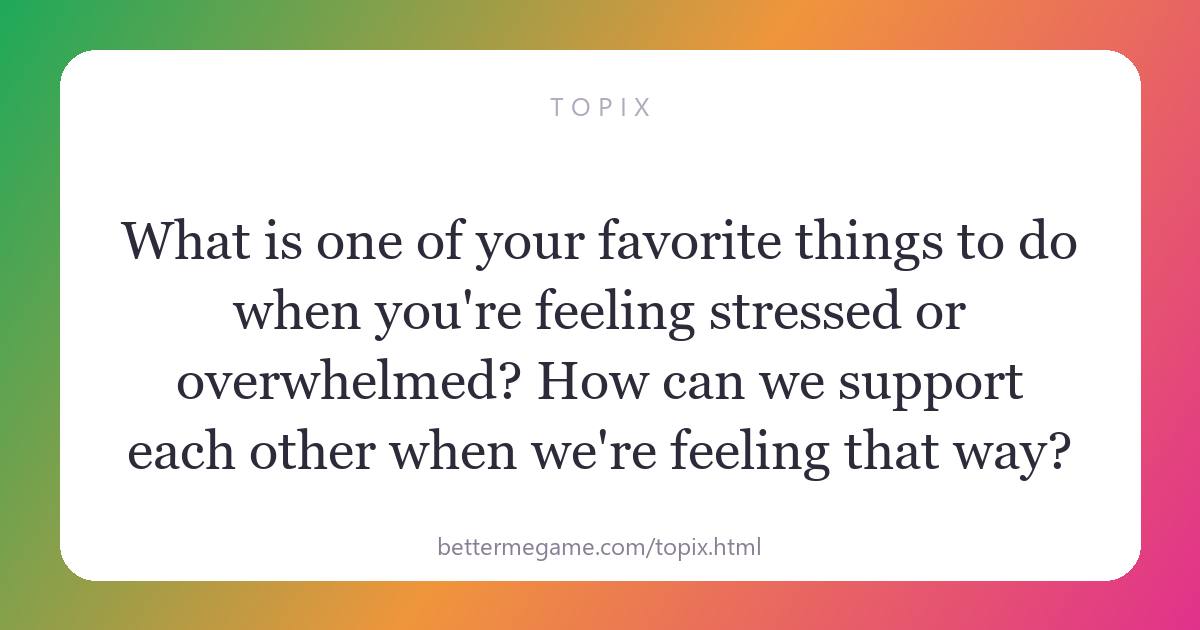 TOPIX
What is one of your favorite things to do
when you're feeling stressed or
overwhelmed? How can we support
each other when we're feeling that way?
bettermegame.com/topix.html